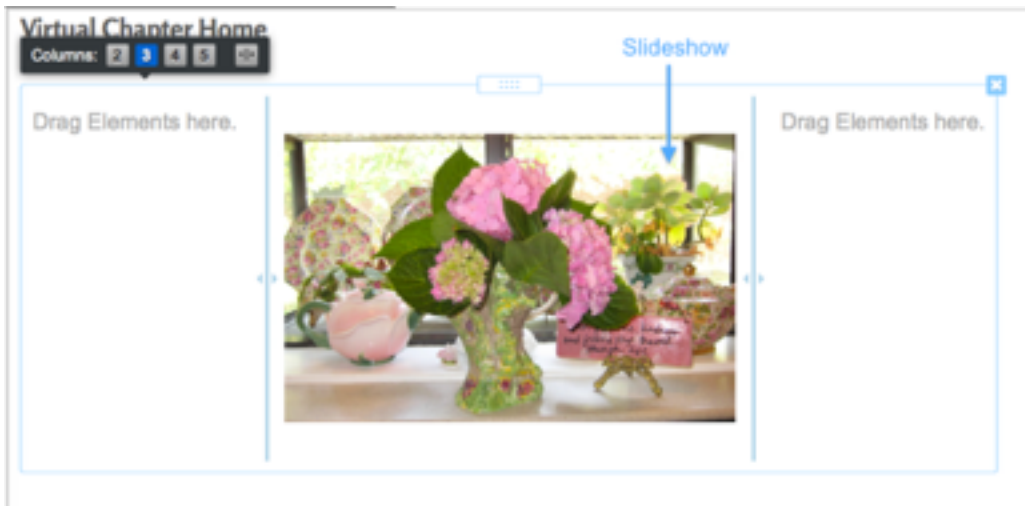 Virtual Chapter Home
Columns: 2 3 4 5
Slideshow
Drag Elements here.
Drag Elements here.